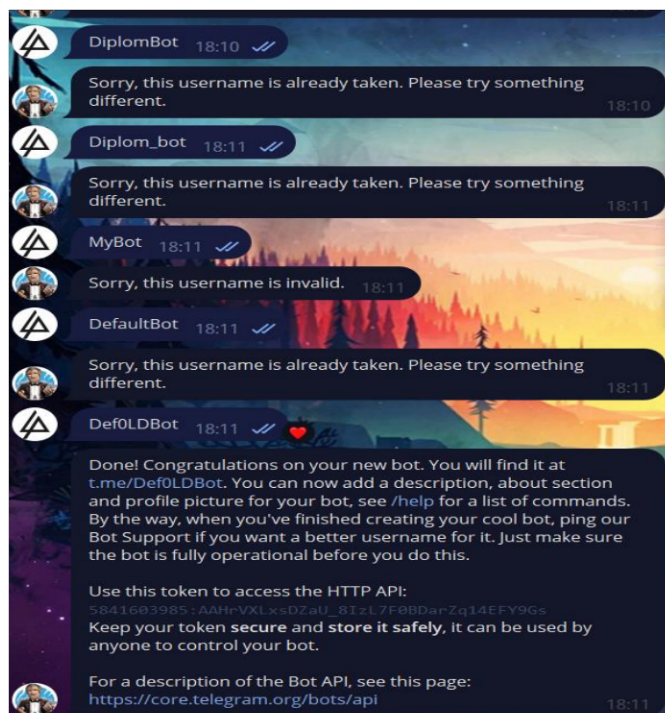 DiplomBot 18:10
Sorry, this username is already taken. Please try something
different. 18:10
Diplom_bot 18:11
Sorry, this username is already taken. Please try something
different. 18:11
MyBot 18:11
Sorry, this username is invalid. 18:11
DefaultBot 18:11
Sorry, this username is already taken. Please try something
different. 18:11
Def0LDBot 18:11
Done! Congratulations on your new bot. You will find it at
t.me/Def0LDBot. You can now add a description, about section
and profile picture for your bot, see /help for a list of commands.
By the way, when you've finished creating your cool bot, ping our
Bot Support if you want a better username for it. Just make sure
the bot is fully operational before you do this.
Use this token to access the HTTP API:
Keep your token secure and store it safely, it can be used by
anyone to control your bot.
For a description of the Bot API, see this page:
https://core.telegram.org/bots/api 18:11